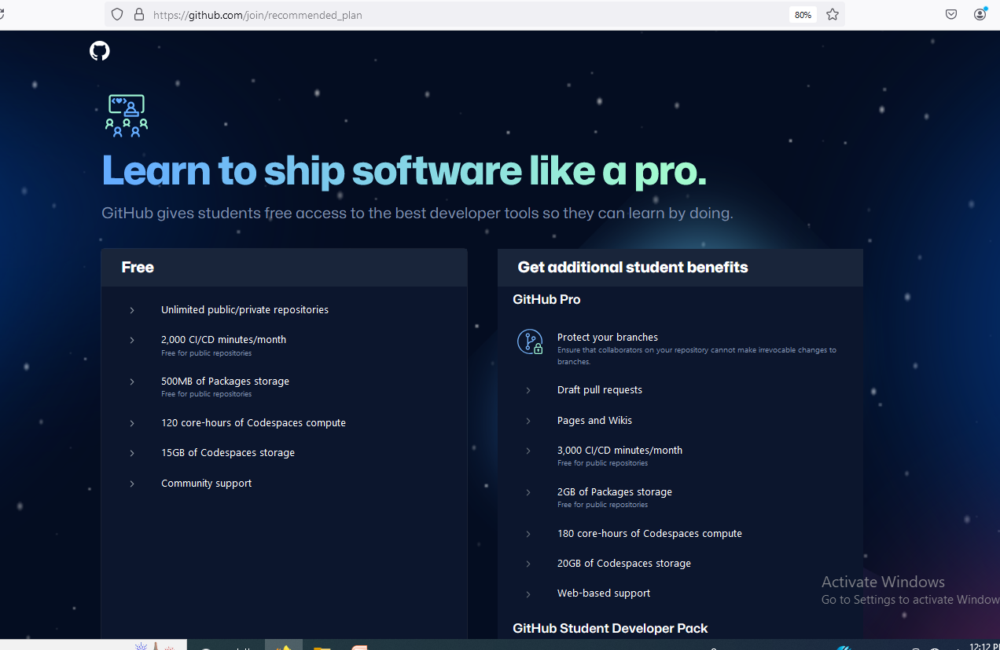 https://github.com/join/recommended_plan
80%
Learn to ship software like a pro.
GitHub gives students free access to the best developer tools so they can learn by doing.
Free
Unlimited public/private repositories
2,000 CI/CD minutes/month
Free for public repositories
500MB of Packages storage
Free for public repositories
120 core-hours of Codespaces compute
15GB of Codespaces storage
Community support
Get additional student benefits
GitHub Pro
Protect your branches
Ensure that collaborators on your repository cannot make irrevocable changes to
branches.
Draft pull requests
Pages and Wikis
3,000 CI/CD minutes/month
Free for public repositories
2GB of Packages storage
Free for public repositories
180 core-hours of Codespaces compute
20GB of Codespaces storage
Web-based support
GitHub Student Developer Pack
Activate Windows
Go to Settings to activate Window
12:12 P